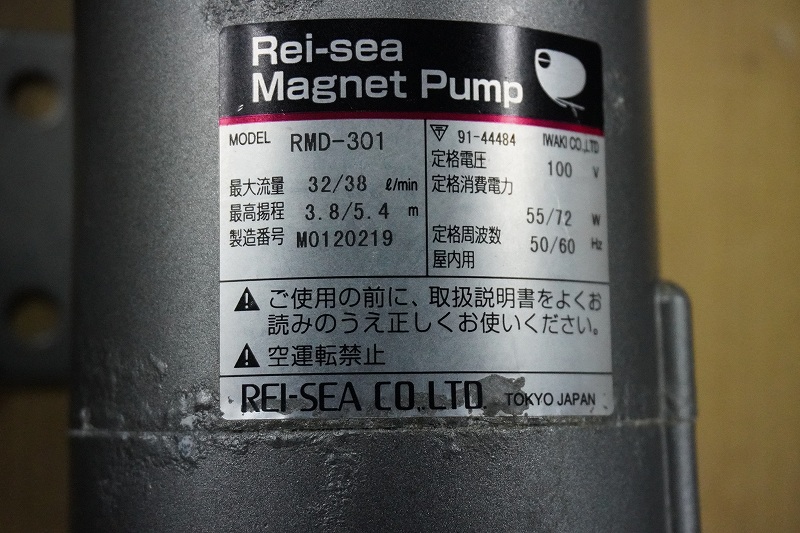 Rei-sea
Magnet Pump
MODEL RMD-301
最大流量 32/38 ℓ/min
最高揚程 3.8/5.4 m
製造番号 M0120219
91-44484 IWAKI CO.,LTD
定格電圧 100 V
定格消費電力
55/72 W
定格周波数 50/60 Hz
屋内用
ご使用の前に、取扱説明書をよくお
読みのうえ正しくお使いください。
空運転禁止
REI-SEA CO.,LTD. TOKYO JAPAN